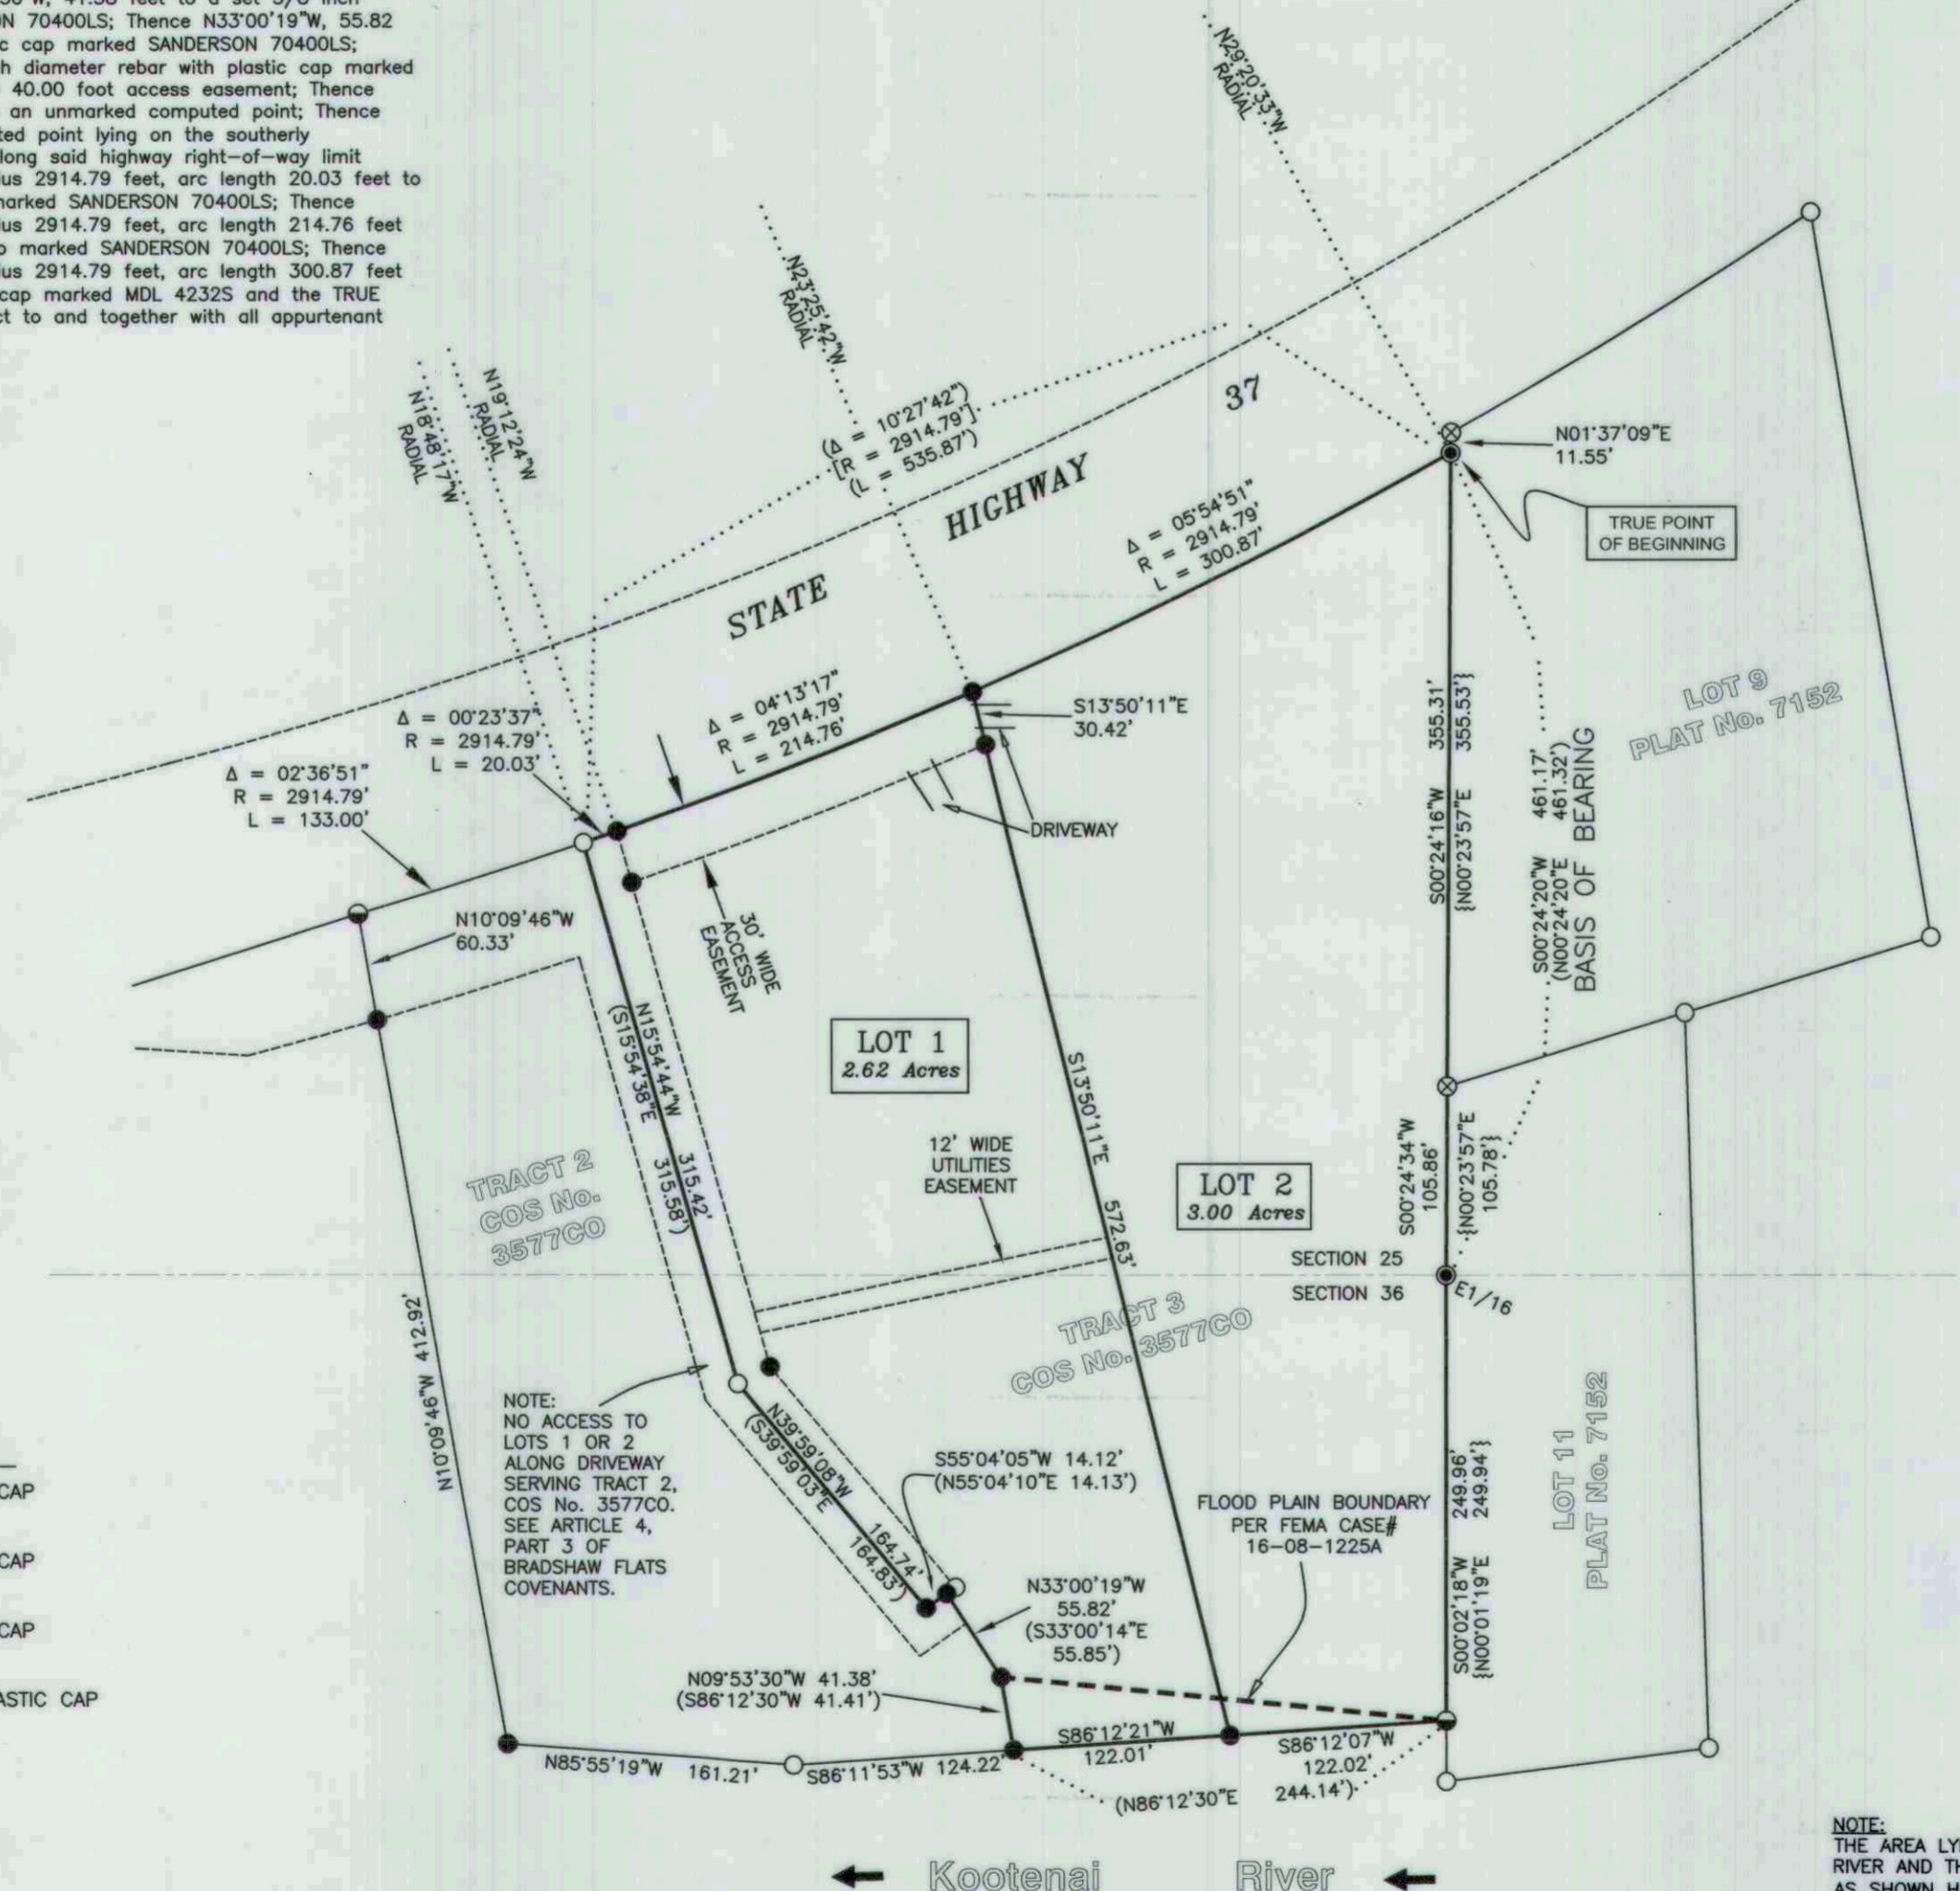 41.38 feet to a set 5/8 inch
70400LS; Thence N33°00'19"W, 55.82
cap marked SANDERSON 70400LS;
diameter rebar with plastic cap marked
40.00 foot access easement; Thence
an unmarked computed point; Thence
point lying on the southerly
along said highway right-of-way limit
2914.79 feet, arc length 20.03 feet to
marked SANDERSON 70400LS; Thence
2914.79 feet, arc length 214.76 feet
marked SANDERSON 70400LS; Thence
2914.79 feet, arc length 300.87 feet
cap marked MDL 4232S and the TRUE
to and together with all appurtenant
N29°20'33"W
RADIAL
N23°25'42"W
RADIAL
N19°12'24"W
RADIAL
N18°48'17"W
RADIAL
(Δ = 10°27'42")
[R = 2914.79']
(L = 535.87')
STATE HIGHWAY 37
N01°37'09"E
11.55'
TRUE POINT
OF BEGINNING
Δ = 05°54'51"
R = 2914.79'
L = 300.87'
Δ = 04°13'17"
R = 2914.79'
L = 214.76'
Δ = 00°23'37"
R = 2914.79'
L = 20.03'
Δ = 02°36'51"
R = 2914.79'
L = 133.00'
S13°50'11"E
30.42'
DRIVEWAY
N10°09'46"W
60.33'
30' WIDE
ACCESS
EASEMENT
LOT 9
PLAT No. 7152
S00°24'16"W 355.31'
{N00°23'57"E 355.53'}
S00°24'20"W 461.17'
(N00°24'20"E 461.32')
BASIS OF BEARING
LOT 1
2.62 Acres
N15°54'44"W 315.42'
(S15°54'38"E 315.58')
S13°50'11"E 572.63'
12' WIDE
UTILITIES
EASEMENT
LOT 2
3.00 Acres
TRACT 2
COS No.
3577CO
S00°24'34"W
105.86'
{N00°23'57"E
105.78'}
SECTION 25
SECTION 36
E1/16
TRACT 3
COS No. 3577CO
N10°09'46"W 412.92'
NOTE:
NO ACCESS TO
LOTS 1 OR 2
ALONG DRIVEWAY
SERVING TRACT 2,
COS No. 3577CO.
SEE ARTICLE 4,
PART 3 OF
BRADSHAW FLATS
COVENANTS.
N39°59'08"W 164.74'
(S39°59'03"E 164.83')
S55°04'05"W 14.12'
(N55°04'10"E 14.13')
FLOOD PLAIN BOUNDARY
PER FEMA CASE#
16-08-1225A
LOT 11
PLAT No. 7152
S00°02'18"W 249.96'
{N00°01'19"E 249.94'}
N33°00'19"W
55.82'
(S33°00'14"E
55.85')
N09°53'30"W 41.38'
(S86°12'30"W 41.41')
CAP
CAP
CAP
PLASTIC CAP
N85°55'19"W 161.21'
S86°11'53"W 124.22'
S86°12'21"W
122.01'
S86°12'07"W
122.02'
(N86°12'30"E 244.14')
Kootenai River
NOTE:
THE AREA
RIVER AND
AS SHOWN